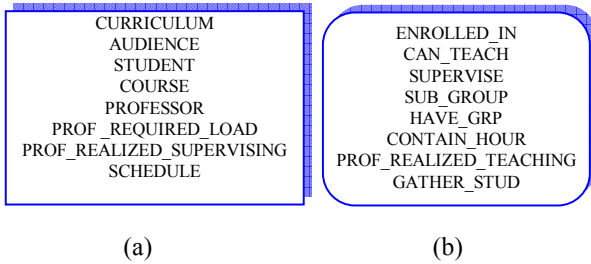 CURRICULUM
AUDIENCE
STUDENT
COURSE
PROFESSOR
PROF _REQUIRED_LOAD
PROF_REALIZED_SUPERVISING
SCHEDULE
(a)
ENROLLED_IN
CAN_TEACH
SUPERVISE
SUB_GROUP
HAVE_GRP
CONTAIN_HOUR
PROF_REALIZED_TEACHING
GATHER_STUD
(b)